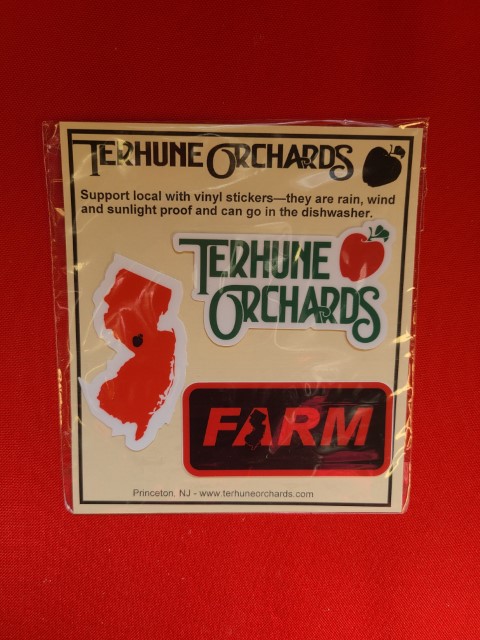 TERHUNE ORCHARDS
Support local with vinyl stickers—they are rain, wind
and sunlight proof and can go in the dishwasher.
TERHUNE
ORCHARDS
FARM
Princeton, NJ - www.terhuneorchards.com